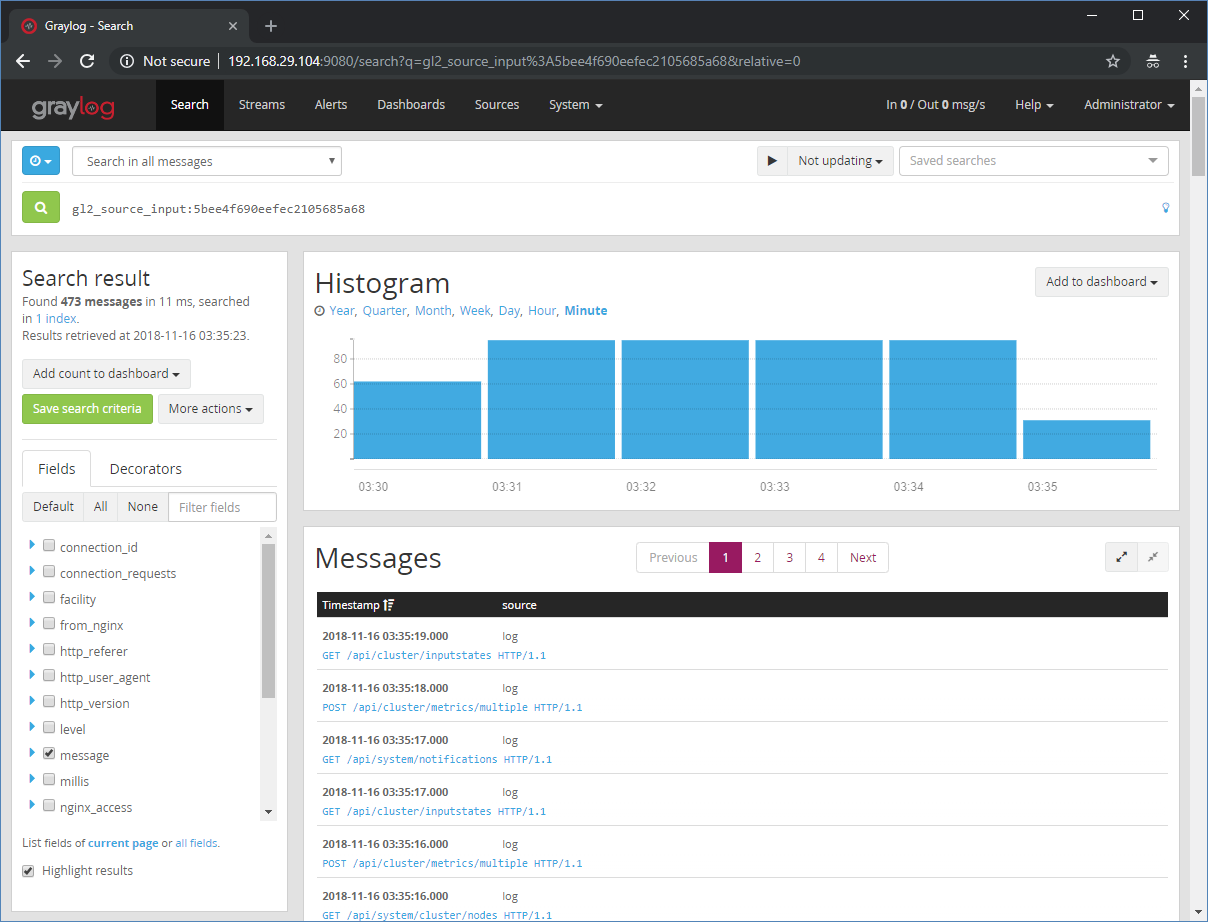 Graylog - Search
Not secure 192.168.29.104:9080/search?q=gl2_source_input%3A5bee4f690eefec2105685a68&relative=0
graylog Search Streams Alerts Dashboards Sources System In 0 / Out 0 msg/s Help Administrator
Search in all messages Not updating Saved searches
gl2_source_input:5bee4f690eefec2105685a68
Search result
Found 473 messages in 11 ms, searched
in 1 index.
Results retrieved at 2018-11-16 03:35:23.
Add count to dashboard
Save search criteria More actions
Fields Decorators
Default All None Filter fields
connection_id
connection_requests
facility
from_nginx
http_referer
http_user_agent
http_version
level
message
millis
nginx_access
List fields of current page or all fields.
Highlight results
Histogram
Add to dashboard
Year, Quarter, Month, Week, Day, Hour, Minute
80
60
40
20
03:30 03:31 03:32 03:33 03:34 03:35
Messages
Previous 1 2 3 4 Next
Timestamp source
2018-11-16 03:35:19.000 log
GET /api/cluster/inputstates HTTP/1.1
2018-11-16 03:35:18.000 log
POST /api/cluster/metrics/multiple HTTP/1.1
2018-11-16 03:35:17.000 log
GET /api/system/notifications HTTP/1.1
2018-11-16 03:35:17.000 log
GET /api/cluster/inputstates HTTP/1.1
2018-11-16 03:35:16.000 log
POST /api/cluster/metrics/multiple HTTP/1.1
2018-11-16 03:35:16.000 log
GET /api/system/cluster/nodes HTTP/1.1